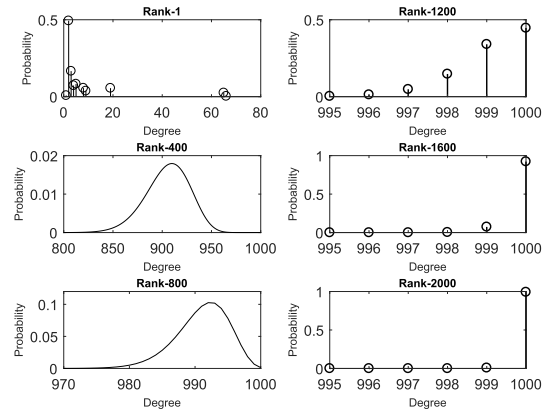 Rank-1
Probability
0.5
0
0 20 40 60 80
Degree
Rank-1200
Probability
0.5
0
995 996 997 998 999 1000
Degree
Rank-400
Probability
0.02
0.01
0
800 850 900 950 1000
Degree
Rank-1600
Probability
1
0.5
0
995 996 997 998 999 1000
Degree
Rank-800
Probability
0.1
0.05
0
970 980 990 1000
Degree
Rank-2000
Probability
1
0.5
0
995 996 997 998 999 1000
Degree